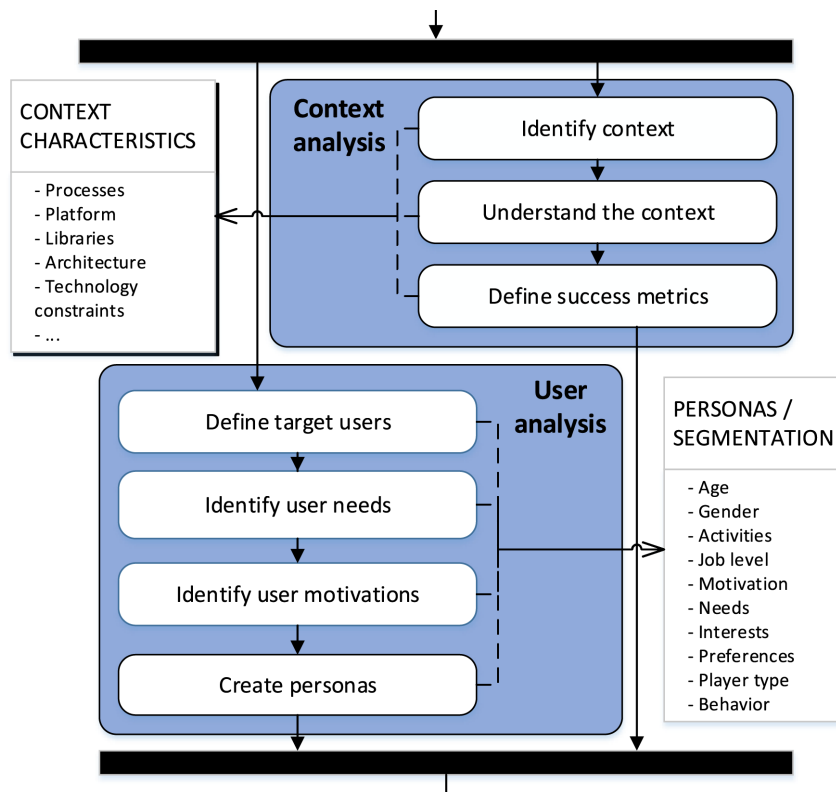 CONTEXT
CHARACTERISTICS
- Processes
- Platform
- Libraries
- Architecture
- Technology
constraints
- ...
Context
analysis
Identify context
Understand the context
Define success metrics
User
analysis
Define target users
Identify user needs
Identify user motivations
Create personas
PERSONAS /
SEGMENTATION
- Age
- Gender
- Activities
- Job level
- Motivation
- Needs
- Interests
- Preferences
- Player type
- Behavior